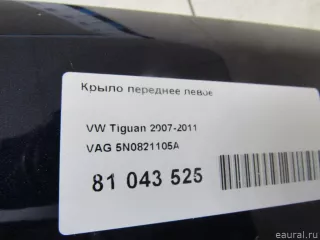 Крыло переднее левое
VW Tiguan 2007-2011
VAG 5N0821105A
81 043 525
eaural.ru